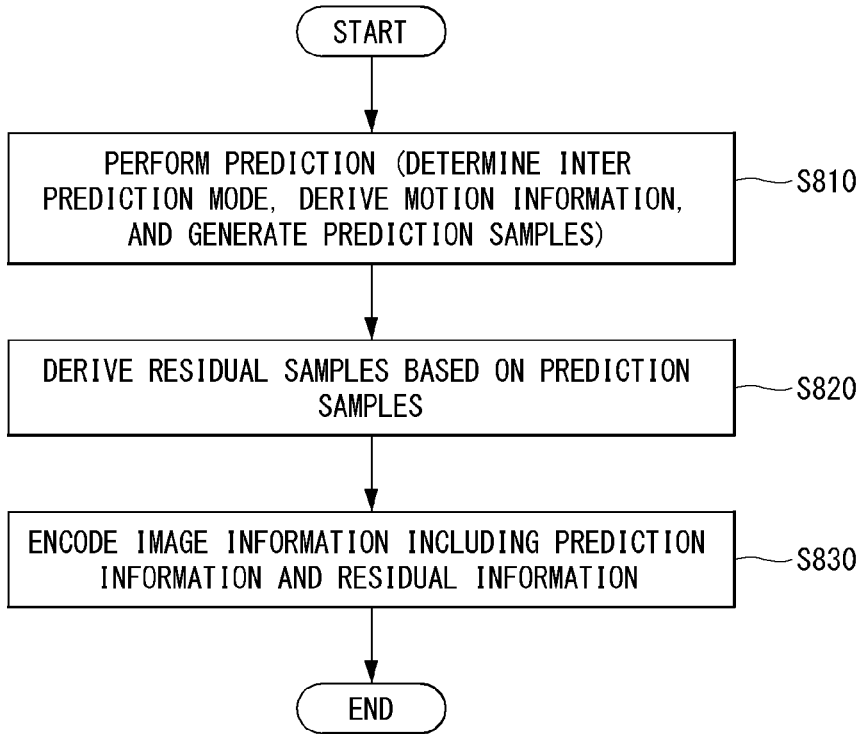 START
PERFORM PREDICTION (DETERMINE INTER
PREDICTION MODE, DERIVE MOTION INFORMATION,
AND GENERATE PREDICTION SAMPLES)
S810
DERIVE RESIDUAL SAMPLES BASED ON PREDICTION
SAMPLES
S820
ENCODE IMAGE INFORMATION INCLUDING PREDICTION
INFORMATION AND RESIDUAL INFORMATION
S830
END